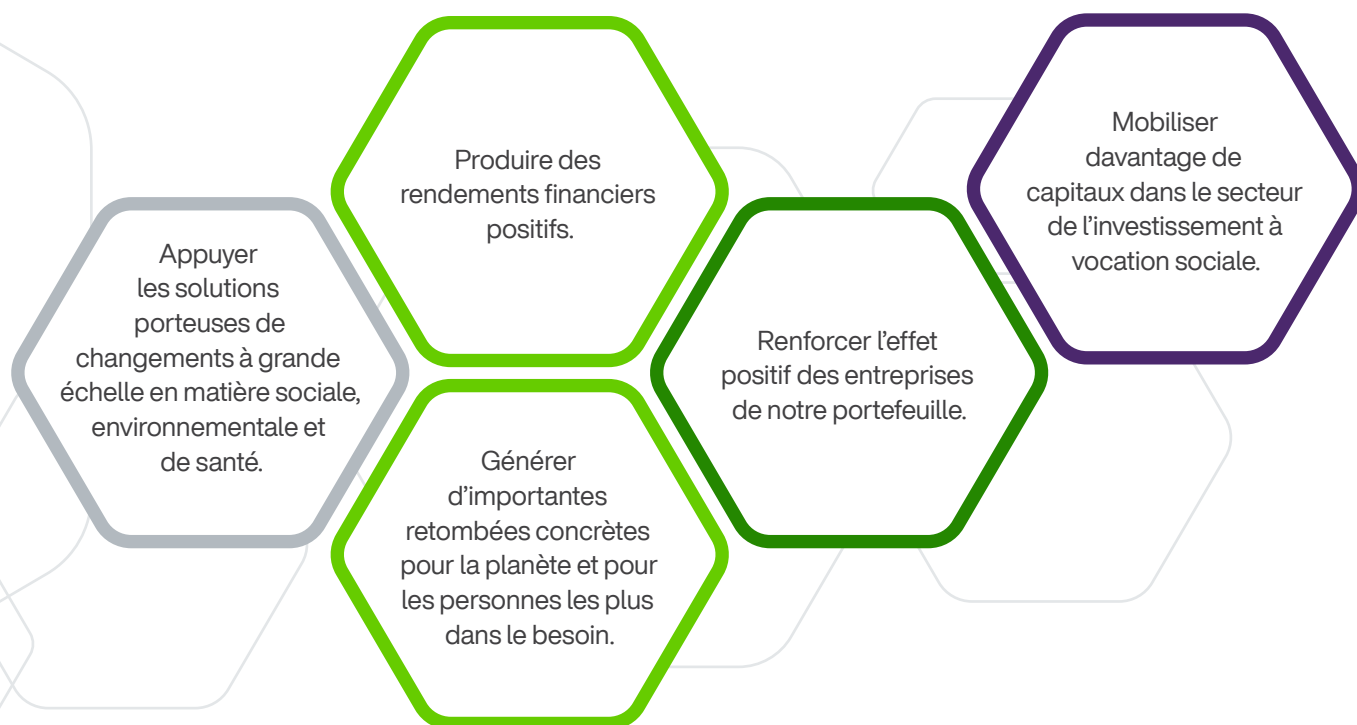 Appuyer
les solutions
porteuses de
changements à grande
échelle en matière sociale,
environnementale et
de santé.
Produire des
rendements financiers
positifs.
Générer
d’importantes
retombées concrètes
pour la planète et pour
les personnes les plus
dans le besoin.
Renforcer l’effet
positif des entreprises
de notre portefeuille.
Mobiliser
davantage de
capitaux dans le secteur
de l’investissement à
vocation sociale.